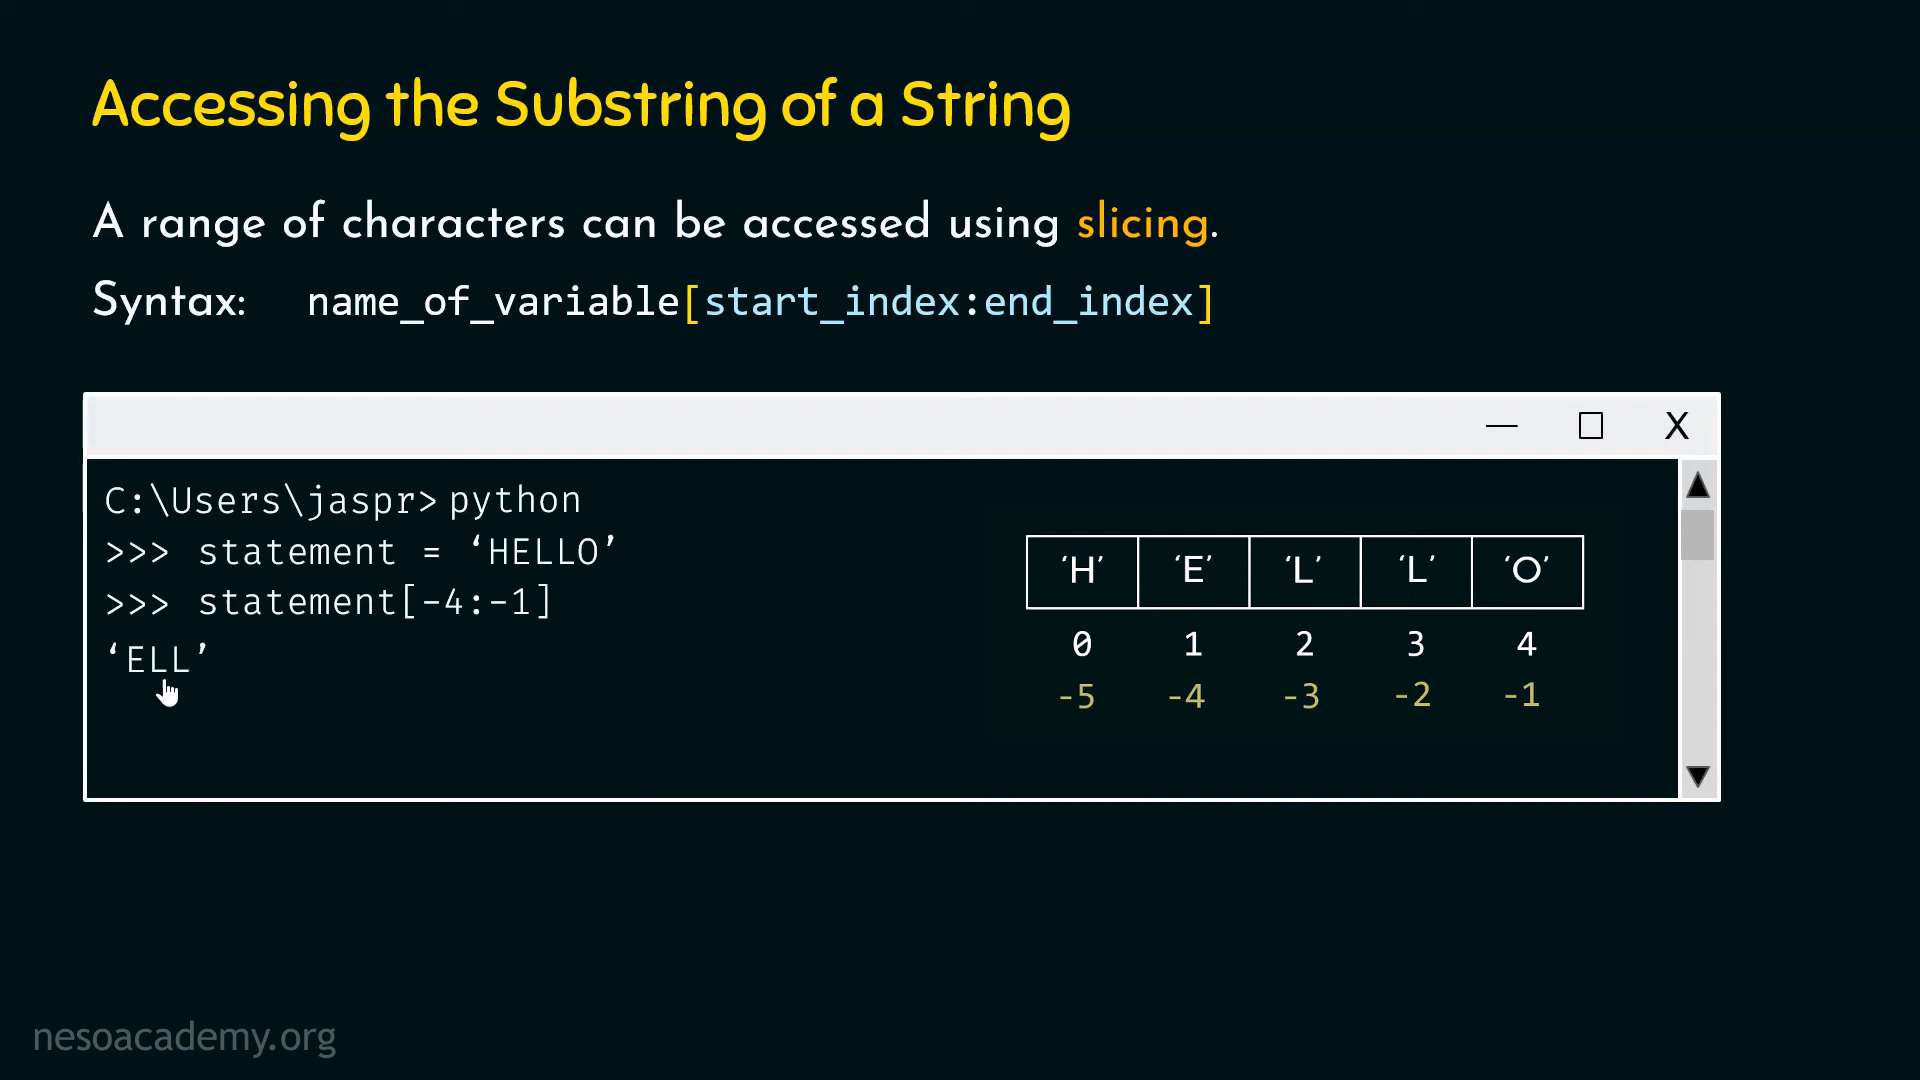 Accessing the Substring of a String
A range of characters can be accessed using slicing.
Syntax: name_of_variable[start_index:end_index]
— □ X
C:\Users\jaspr> python
>>> statement = ‘HELLO’
>>> statement[-4:-1]
‘ELL’
‘H’ ‘E’ ‘L’ ‘L’ ‘O’
0 1 2 3 4
-5 -4 -3 -2 -1
nesoacademy.org